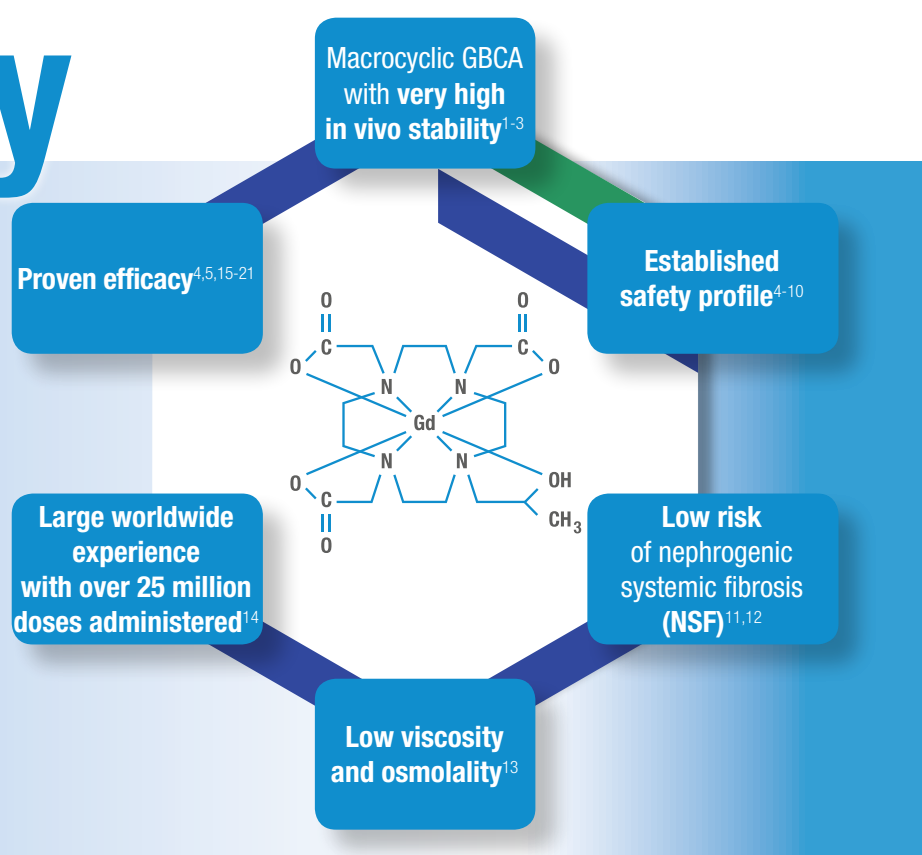 y
Macrocyclic GBCA
with very high
in vivo stability1-3
Proven efficacy4,5,15-21
Established
safety profile4-10
O
O
C
C
O
O
N
N
Gd
N
N
O
OH
C
CH3
O
Large worldwide
experience
with over 25 million
doses administered14
Low risk
of nephrogenic
systemic fibrosis
(NSF)11,12
Low viscosity
and osmolality13